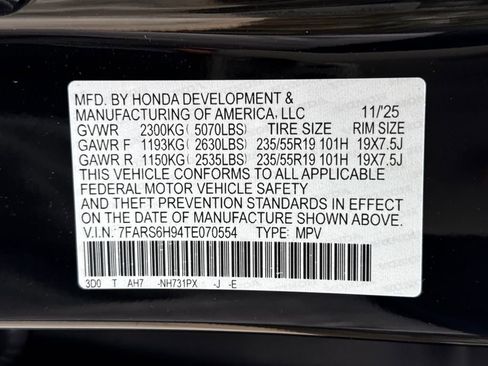 MFD. BY HONDA DEVELOPMENT &
MANUFACTURING OF AMERICA, LLC 11/'25
GVWR 2300KG (5070LBS) TIRE SIZE RIM SIZE
GAWR F 1193KG (2630LBS) 235/55R19 101H 19X7.5J
GAWR R 1150KG (2535LBS) 235/55R19 101H 19X7.5J
THIS VEHICLE CONFORMS TO ALL APPLICABLE
FEDERAL MOTOR VEHICLE SAFETY
AND THEFT PREVENTION STANDARDS IN EFFECT
ON THE DATE OF MANUFACTURE SHOWN ABOVE.
V.I.N. 7FARS6H94TE070554 TYPE: MPV
3D0 T AH7 -NH731PX -J -E